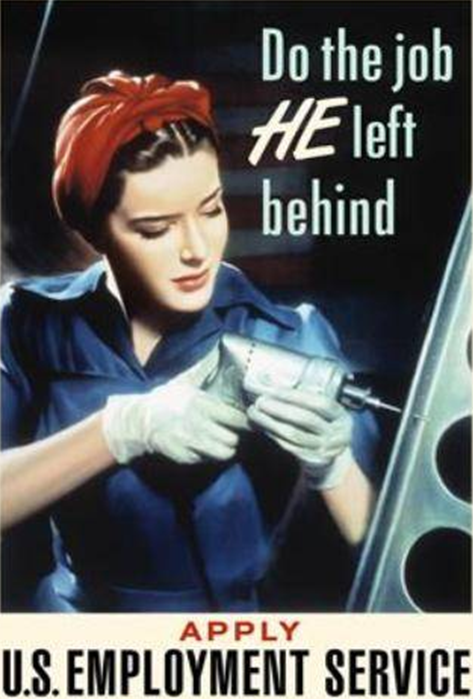 Do the job
HE left
behind
APPLY
U.S. EMPLOYMENT SERVICE